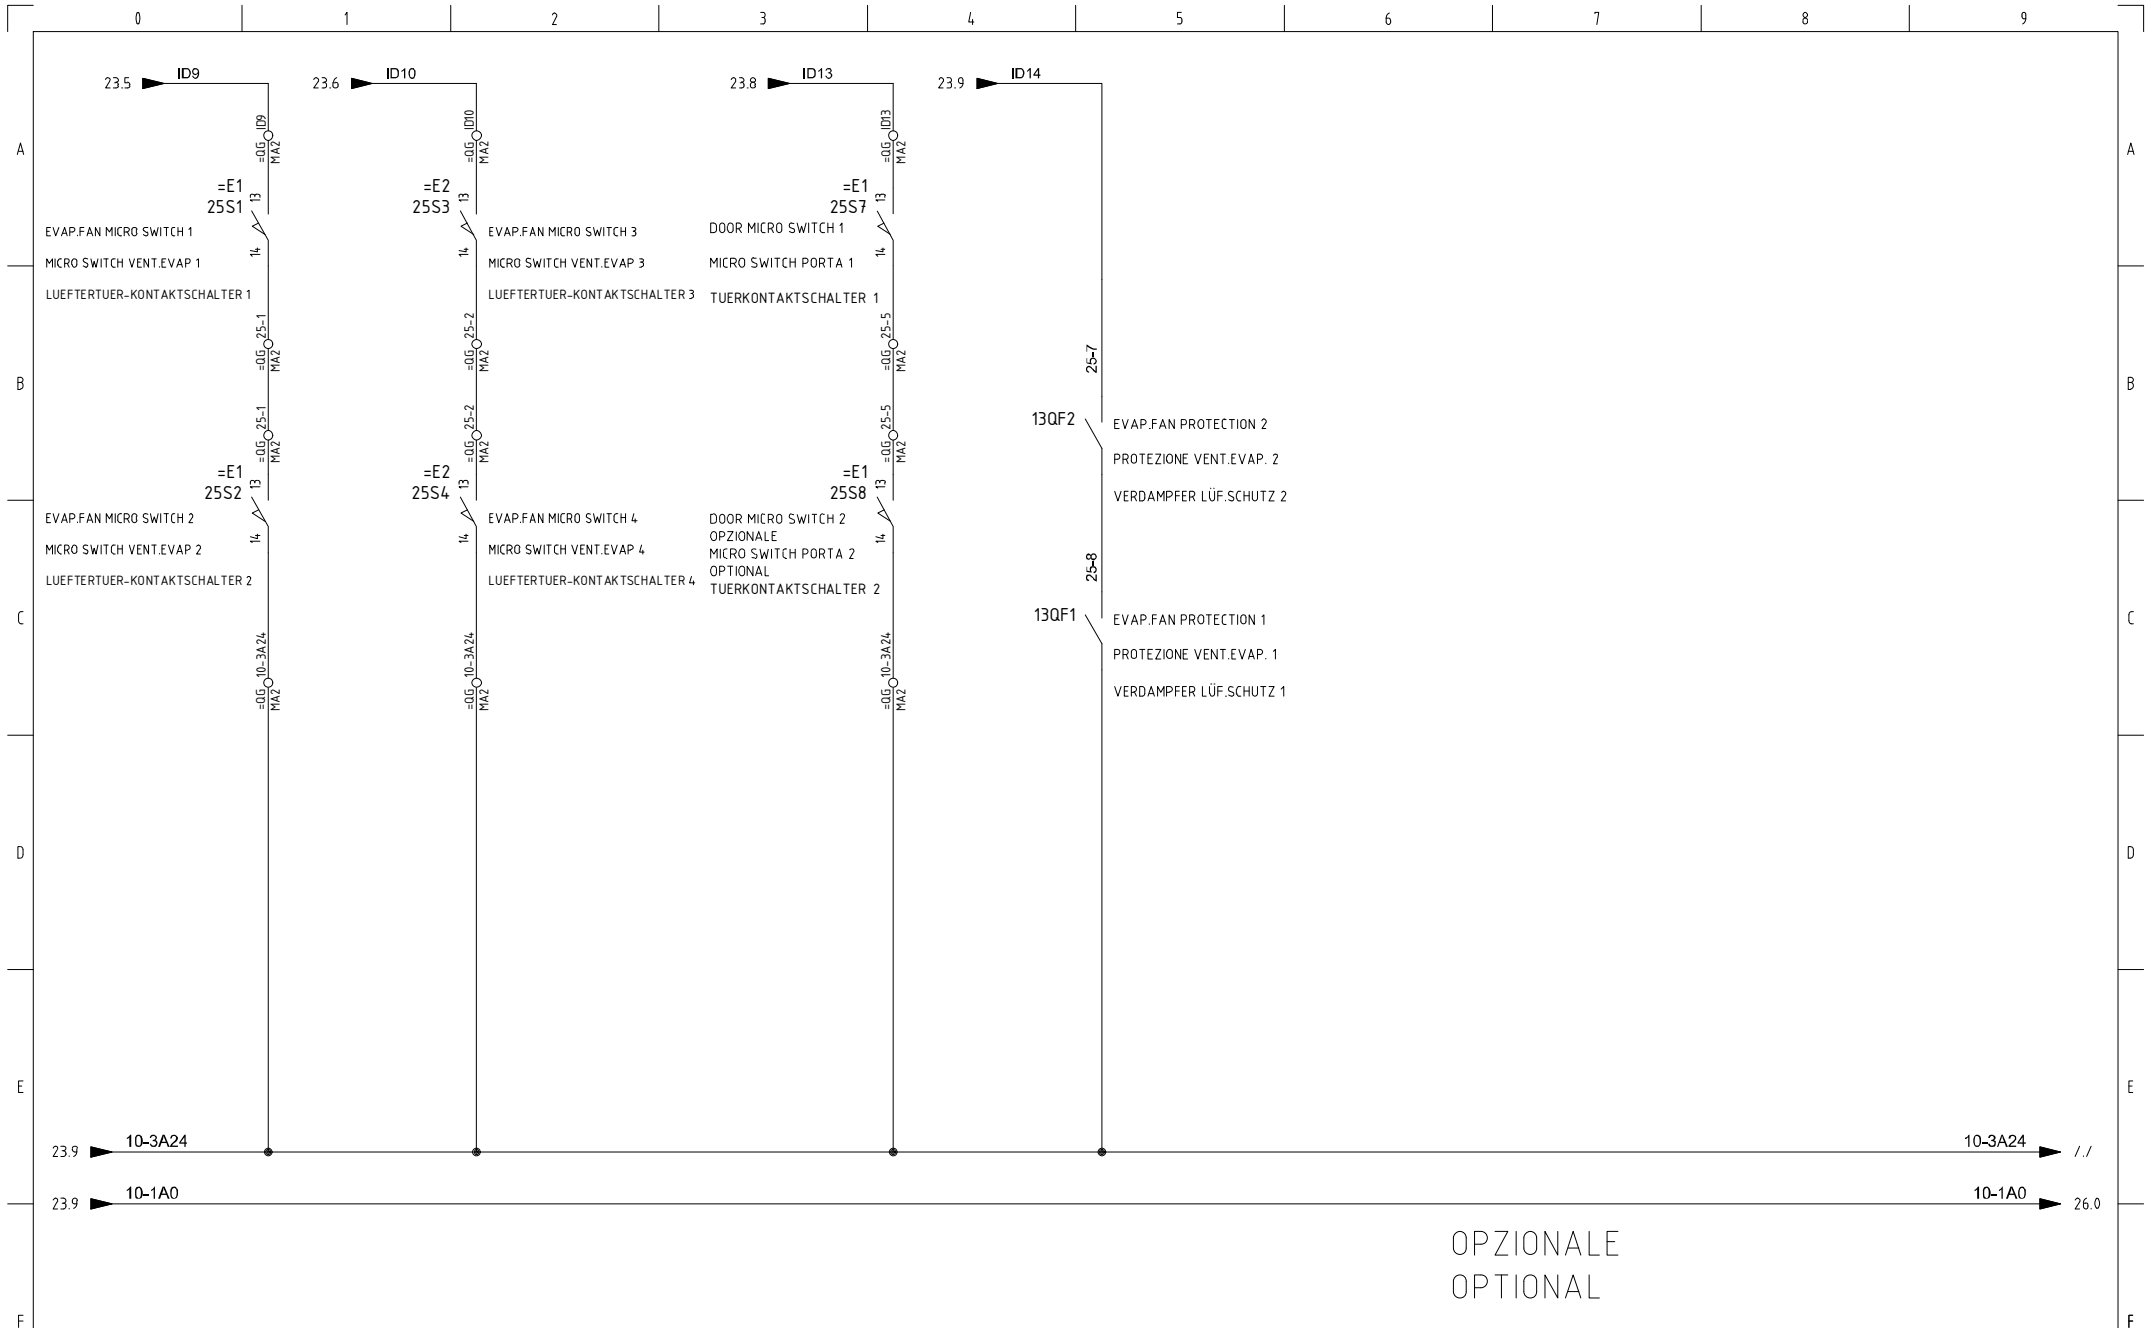 0 1 2 3 4 5 6 7 8 9
23.5 ID9
23.6 ID10
23.8 ID13
23.9 ID14
A
A
=QG ID9
MA2
=QG ID10
MA2
=QG ID13
MA2
=E1
25S1
13
14
EVAP.FAN MICRO SWITCH 1
MICRO SWITCH VENT.EVAP 1
LUEFTERTUER-KONTAKTSCHALTER 1
=E2
25S3
13
14
EVAP.FAN MICRO SWITCH 3
MICRO SWITCH VENT.EVAP 3
LUEFTERTUER-KONTAKTSCHALTER 3
=E1
25S7
13
14
DOOR MICRO SWITCH 1
MICRO SWITCH PORTA 1
TUERKONTAKTSCHALTER 1
=QG 25-1
MA2
=QG 25-2
MA2
=QG 25-5
MA2
25-7
B
B
=QG 25-1
MA2
=QG 25-2
MA2
=QG 25-5
MA2
13QF2
EVAP.FAN PROTECTION 2
PROTEZIONE VENT.EVAP. 2
VERDAMPFER LÜF.SCHUTZ 2
=E1
25S2
13
14
EVAP.FAN MICRO SWITCH 2
MICRO SWITCH VENT.EVAP 2
LUEFTERTUER-KONTAKTSCHALTER 2
=E2
25S4
13
14
EVAP.FAN MICRO SWITCH 4
MICRO SWITCH VENT.EVAP 4
LUEFTERTUER-KONTAKTSCHALTER 4
=E1
25S8
13
14
DOOR MICRO SWITCH 2
OPZIONALE
MICRO SWITCH PORTA 2
OPTIONAL
TUERKONTAKTSCHALTER 2
25-8
C
C
13QF1
EVAP.FAN PROTECTION 1
PROTEZIONE VENT.EVAP. 1
VERDAMPFER LÜF.SCHUTZ 1
=QG 10-3A24
MA2
=QG 10-3A24
MA2
=QG 10-3A24
MA2
D
D
E
E
23.9 10-3A24
10-3A24 /./
23.9 10-1A0
10-1A0 26.0
OPZIONALE
OPTIONAL
F
F